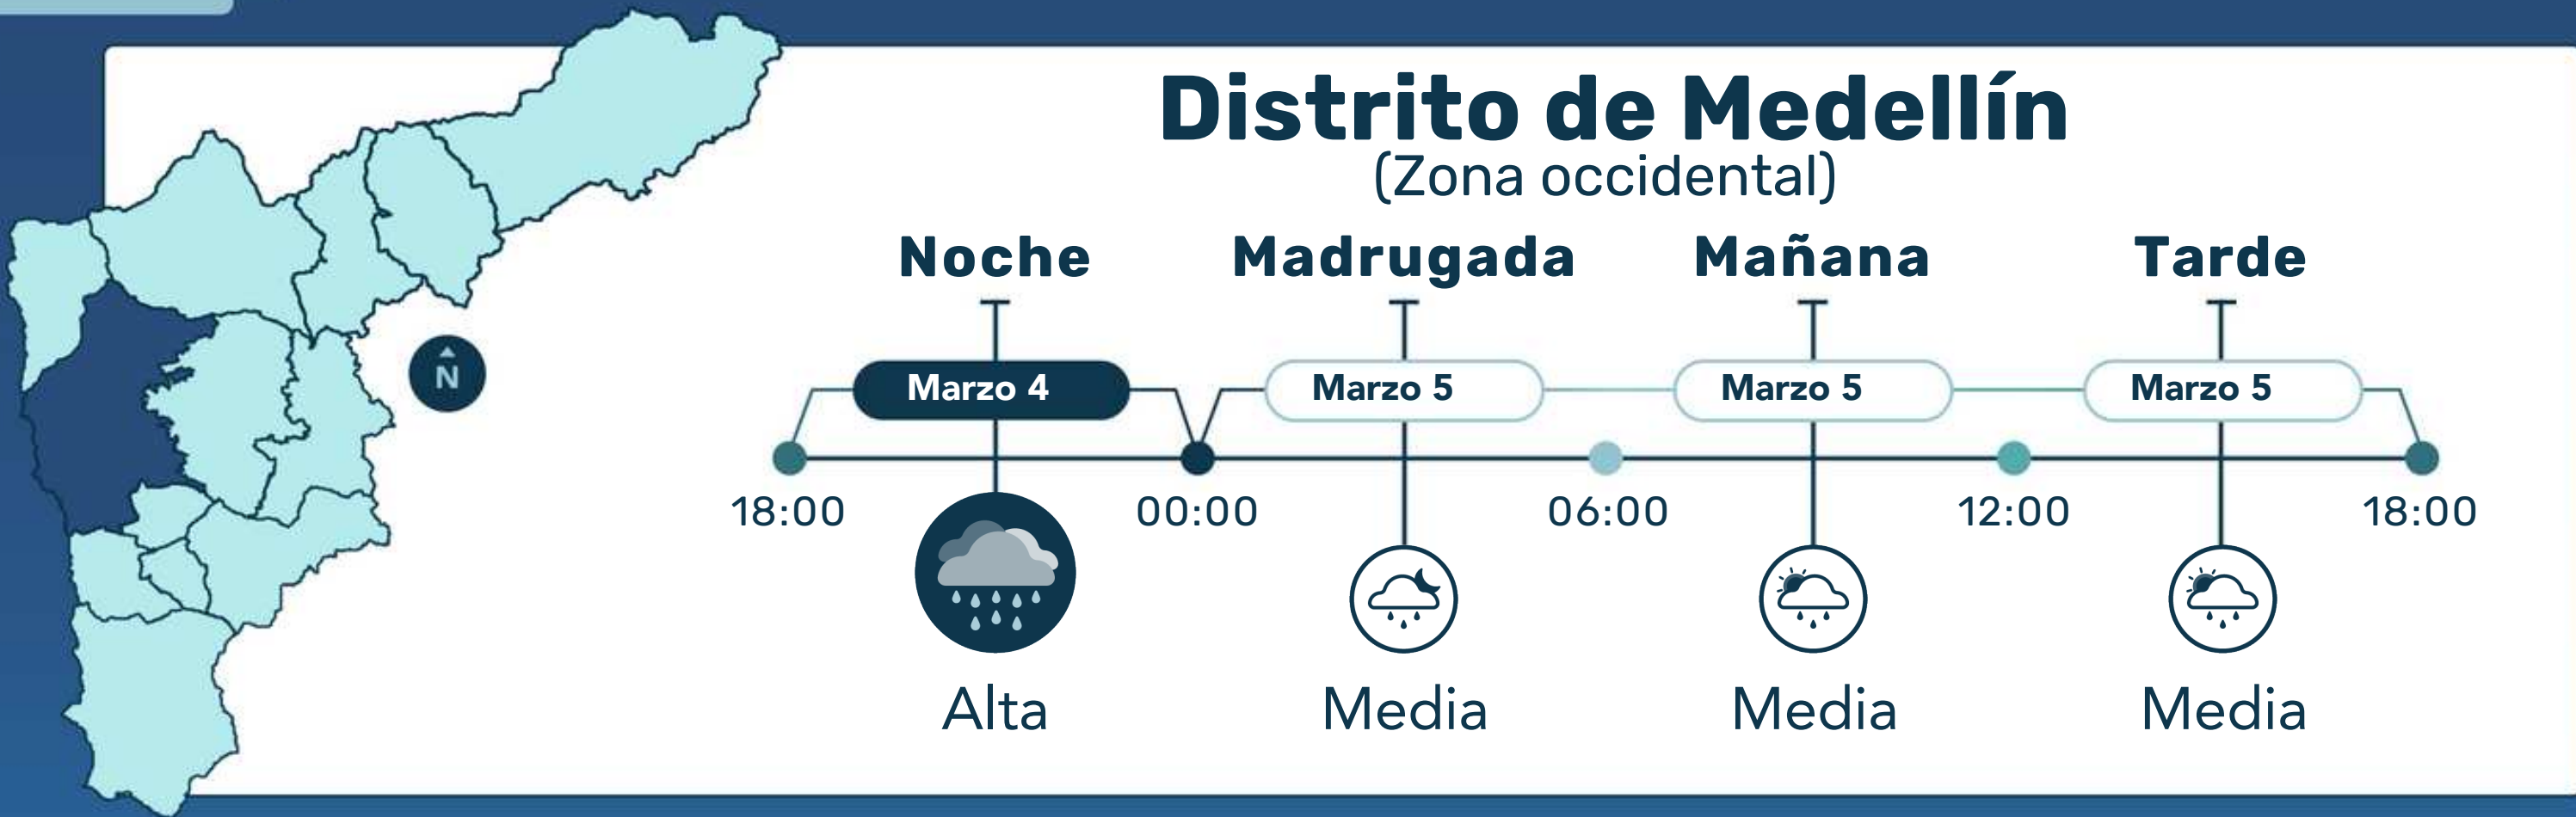 Distrito de Medellín
(Zona occidental)
Noche Madrugada Mañana Tarde
N
Marzo 4 Marzo 5 Marzo 5 Marzo 5
18:00 00:00 06:00 12:00 18:00
Alta Media Media Media